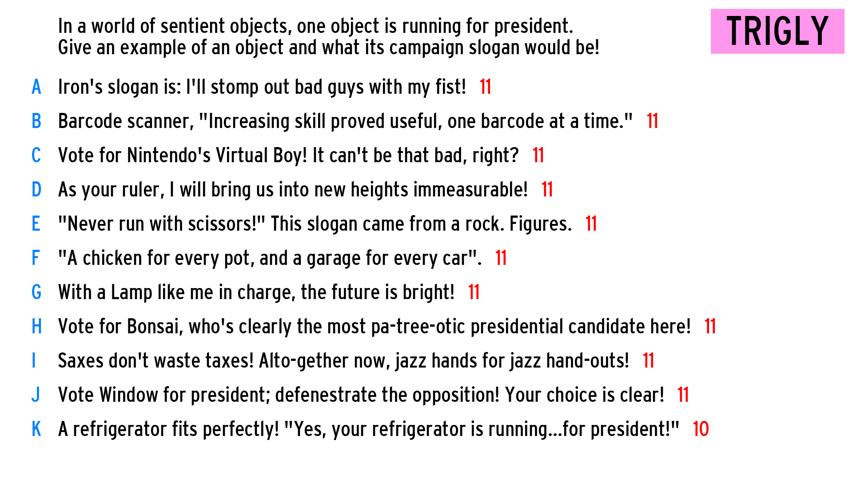 In a world of sentient objects, one object is running for president.
Give an example of an object and what its campaign slogan would be!
TRIGLY
A Iron's slogan is: I'll stomp out bad guys with my fist! 11
B Barcode scanner, "Increasing skill proved useful, one barcode at a time." 11
C Vote for Nintendo's Virtual Boy! It can't be that bad, right? 11
D As your ruler, I will bring us into new heights immeasurable! 11
E "Never run with scissors!" This slogan came from a rock. Figures. 11
F "A chicken for every pot, and a garage for every car". 11
G With a Lamp like me in charge, the future is bright! 11
H Vote for Bonsai, who's clearly the most pa-tree-otic presidential candidate here! 11
I Saxes don't waste taxes! Alto-gether now, jazz hands for jazz hand-outs! 11
J Vote Window for president; defenestrate the opposition! Your choice is clear! 11
K A refrigerator fits perfectly! "Yes, your refrigerator is running...for president!" 10